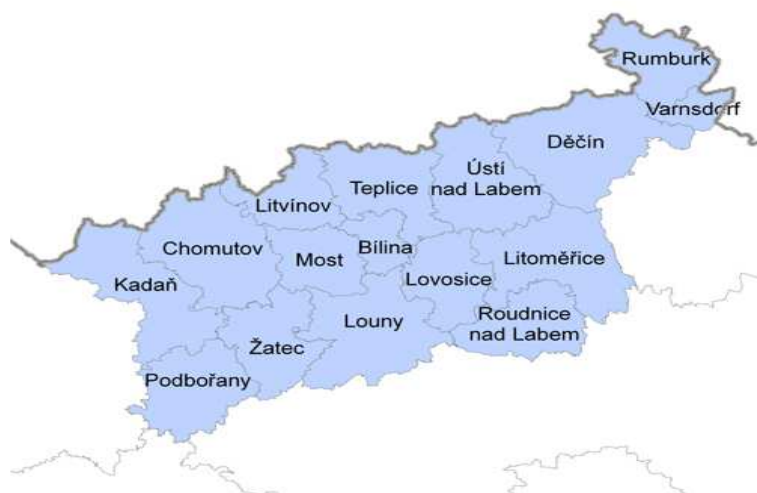 Rumburk
Varnsdorf
Děčín
Ústí
nad Labem
Teplice
Litvínov
Chomutov
Most
Bílina
Litoměřice
Lovosice
Kadaň
Roudnice
nad Labem
Louny
Žatec
Podbořany